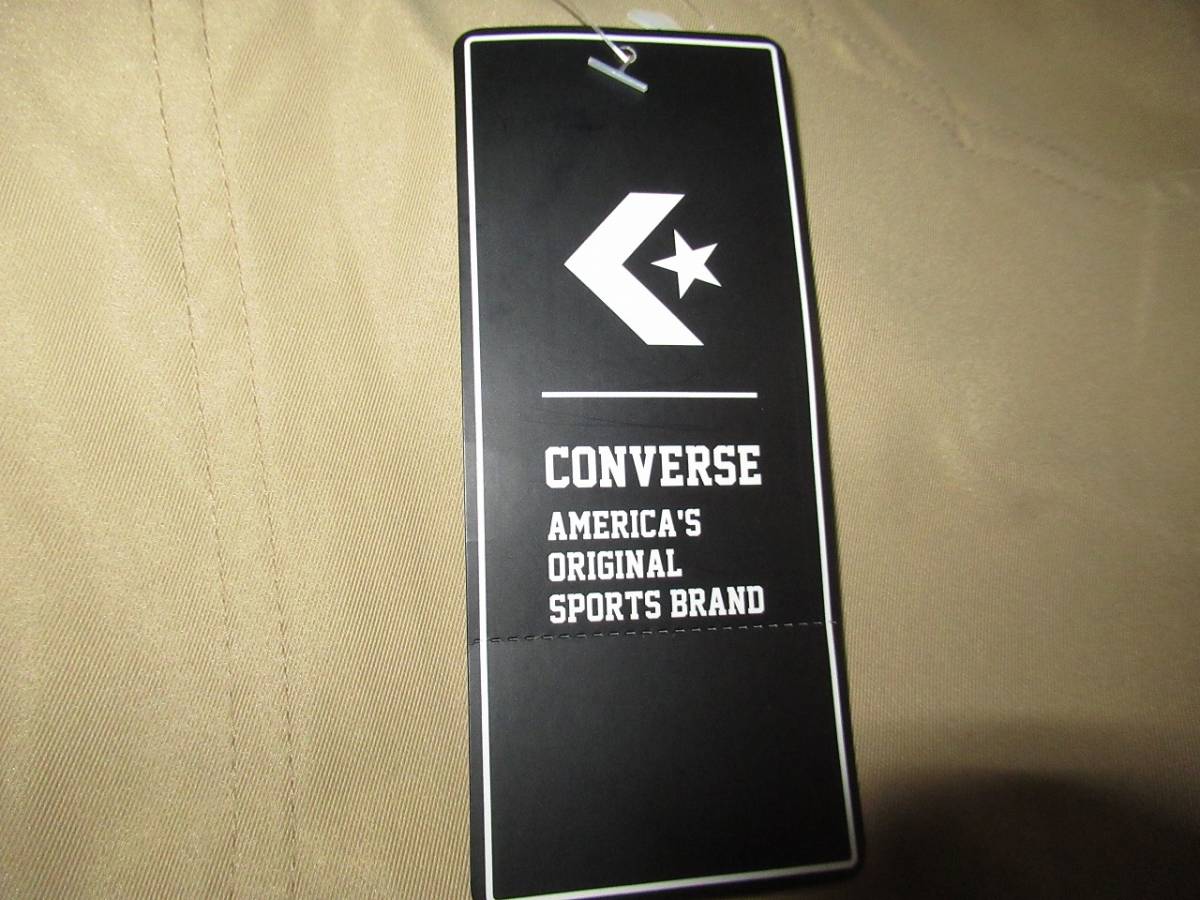 CONVERSE
AMERICA'S
ORIGINAL
SPORTS BRAND